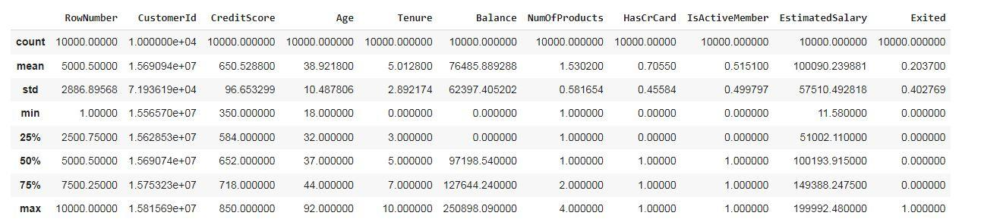 RowNumber CustomerId CreditScore Age Tenure Balance NumOfProducts HasCrCard IsActiveMember EstimatedSalary Exited
count 10000.00000 1.000000e+04 10000.000000 10000.000000 10000.000000 10000.000000 10000.000000 10000.00000 10000.000000 10000.000000 10000.000000
mean 5000.50000 1.569094e+07 650.528800 38.921800 5.012800 76485.889288 1.530200 0.70550 0.515100 100090.239881 0.203700
std 2886.89568 7.193619e+04 96.653299 10.487806 2.892174 62397.405202 0.581654 0.45584 0.499797 57510.492818 0.402769
min 1.00000 1.556570e+07 350.000000 18.000000 0.000000 0.000000 1.000000 0.00000 0.000000 11.580000 0.000000
25% 2500.75000 1.562853e+07 584.000000 32.000000 3.000000 0.000000 1.000000 0.00000 0.000000 51002.110000 0.000000
50% 5000.50000 1.569074e+07 652.000000 37.000000 5.000000 97198.540000 1.000000 1.00000 1.000000 100193.915000 0.000000
75% 7500.25000 1.575323e+07 718.000000 44.000000 7.000000 127644.240000 2.000000 1.00000 1.000000 149388.247500 0.000000
max 10000.00000 1.581569e+07 850.000000 92.000000 10.000000 250898.090000 4.000000 1.00000 1.000000 199992.480000 1.000000